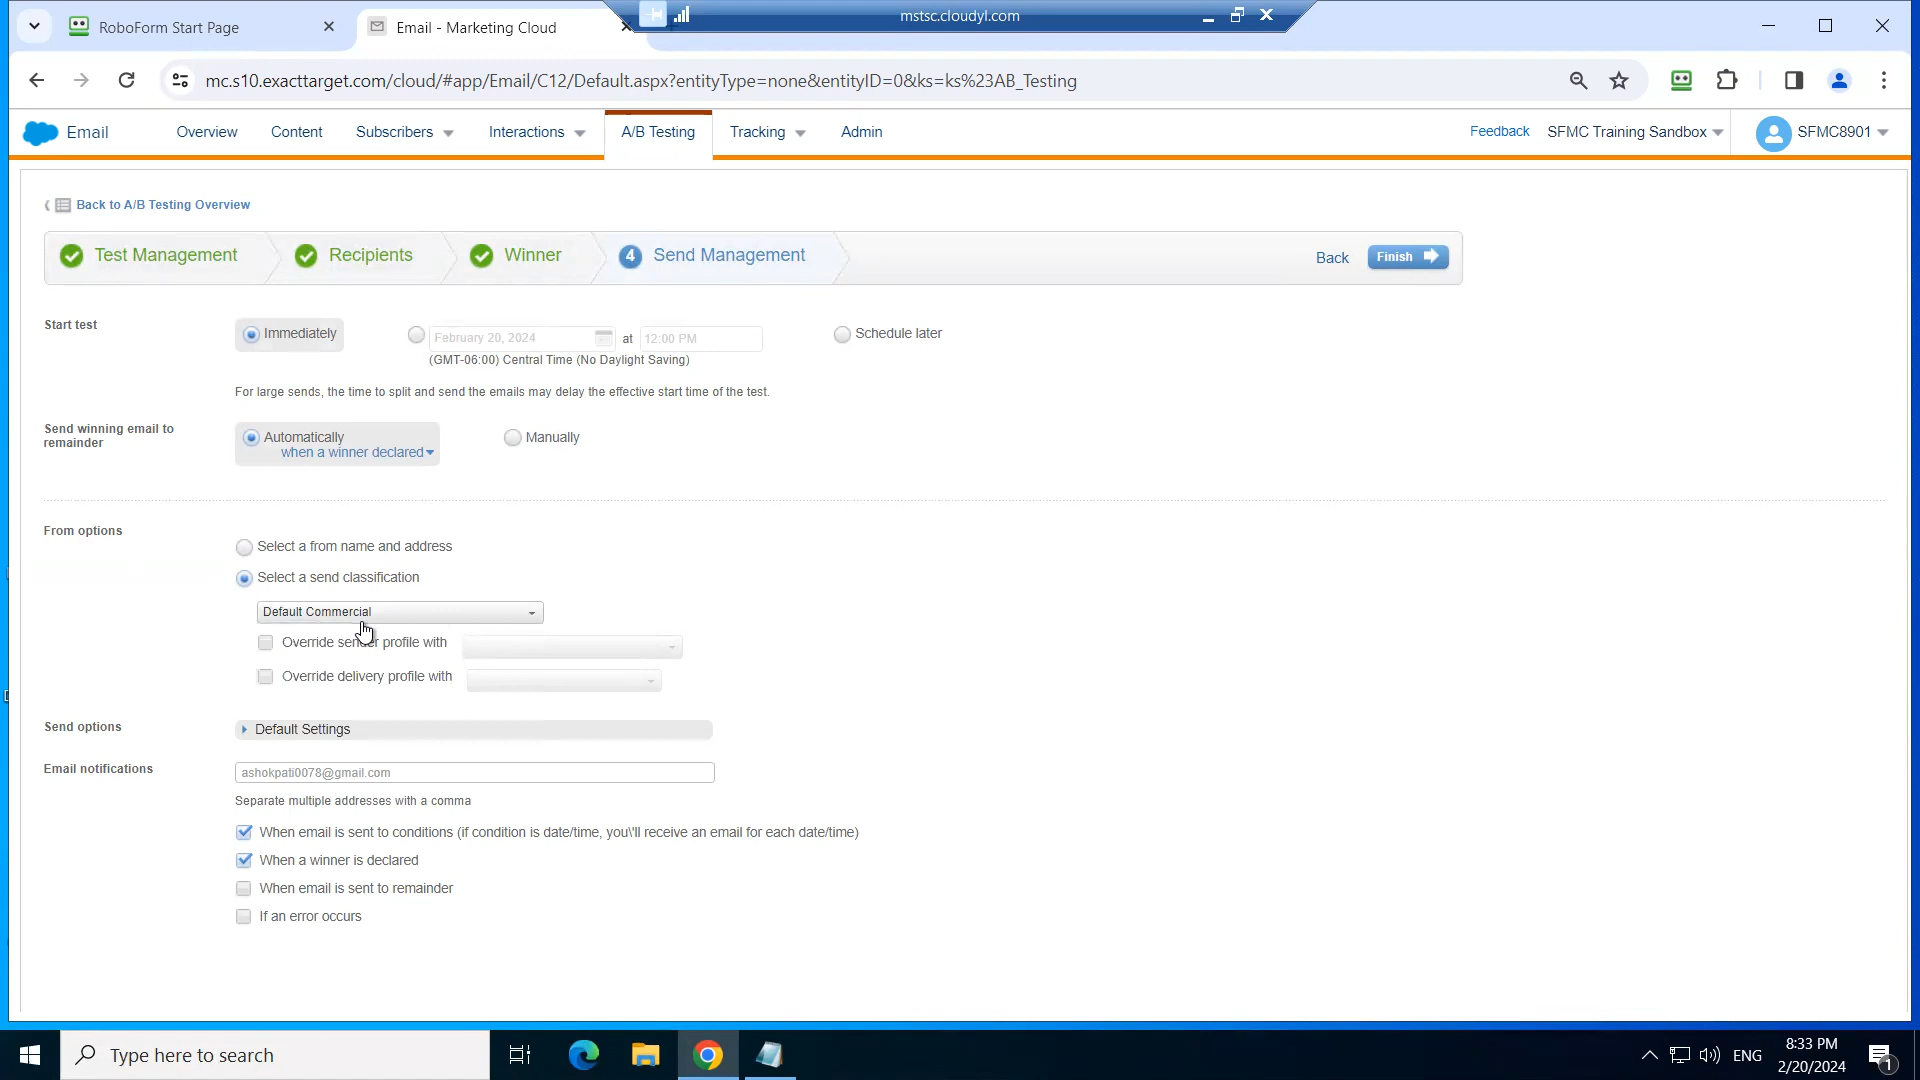 RoboForm Start Page
Email - Marketing Cloud
mstsc.cloudyl.com
mc.s10.exacttarget.com/cloud/#app/Email/C12/Default.aspx?entityType=none&entityID=0&ks=ks%23AB_Testing
Email
Overview
Content
Subscribers
Interactions
A/B Testing
Tracking
Admin
Feedback
SFMC Training Sandbox
SFMC8901
Back to A/B Testing Overview
Test Management
Recipients
Winner
4 Send Management
Back
Finish
Start test
Immediately
February 20, 2024
at
12:00 PM
Schedule later
(GMT-06:00) Central Time (No Daylight Saving)
For large sends, the time to split and send the emails may delay the effective start time of the test.
Send winning email to
remainder
Automatically
when a winner declared
Manually
From options
Select a from name and address
Select a send classification
Default Commercial
Override sender profile with
Override delivery profile with
Send options
Default Settings
Email notifications
ashokpati0078@gmail.com
Separate multiple addresses with a comma
When email is sent to conditions (if condition is date/time, you\'ll receive an email for each date/time)
When a winner is declared
When email is sent to remainder
If an error occurs
Type here to search
ENG
8:33 PM
2/20/2024
1